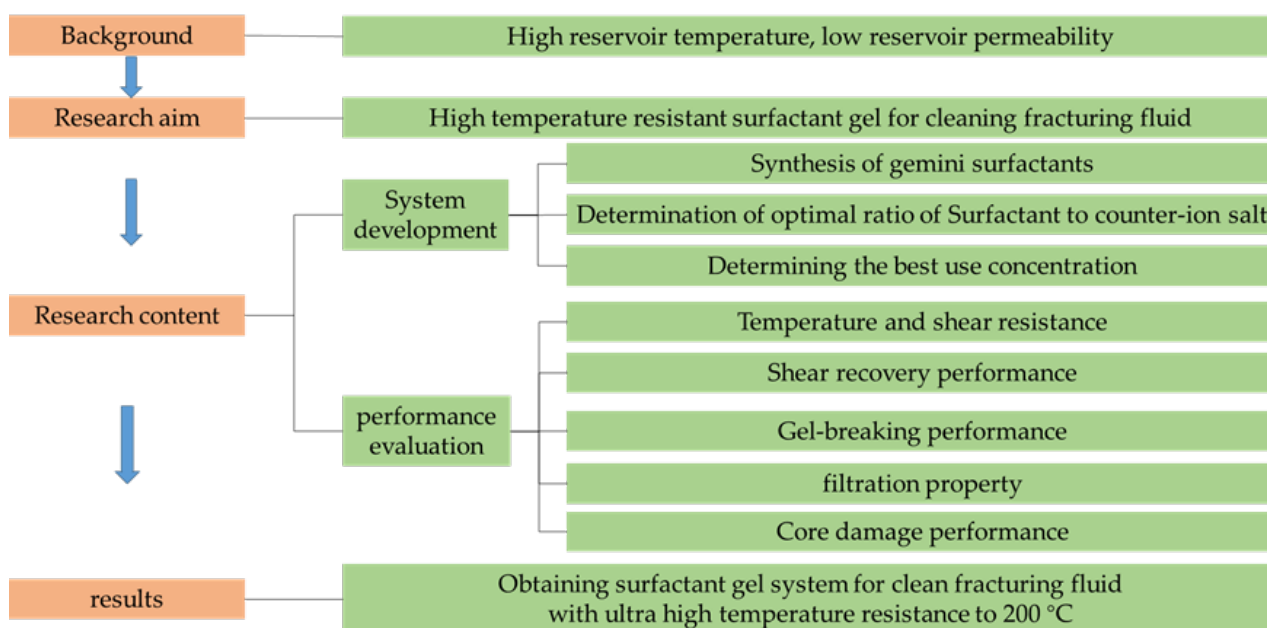 Background
High reservoir temperature, low reservoir permeability
Research aim
High temperature resistant surfactant gel for cleaning fracturing fluid
Research content
System
development
Synthesis of gemini surfactants
Determination of optimal ratio of Surfactant to counter-ion salt
Determining the best use concentration
performance
evaluation
Temperature and shear resistance
Shear recovery performance
Gel-breaking performance
filtration property
Core damage performance
results
Obtaining surfactant gel system for clean fracturing fluid
with ultra high temperature resistance to 200 °C